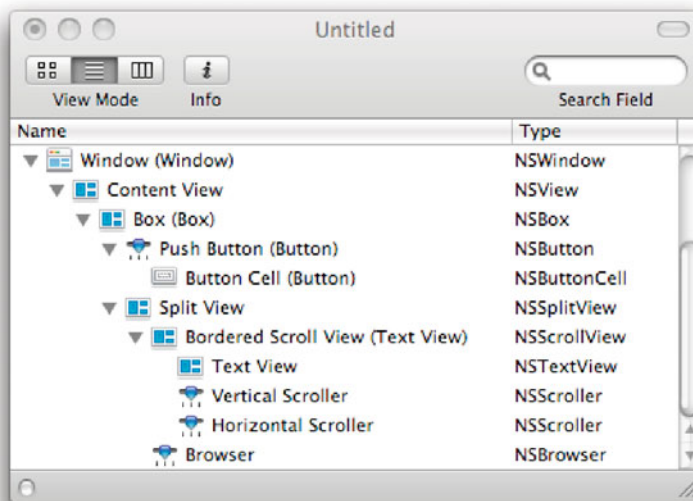 Untitled
View Mode Info Search Field
Name Type
Window (Window) NSWindow
Content View NSView
Box (Box) NSBox
Push Button (Button) NSButton
Button Cell (Button) NSButtonCell
Split View NSSplitView
Bordered Scroll View (Text View) NSScrollView
Text View NSTextView
Vertical Scroller NSScroller
Horizontal Scroller NSScroller
Browser NSBrowser